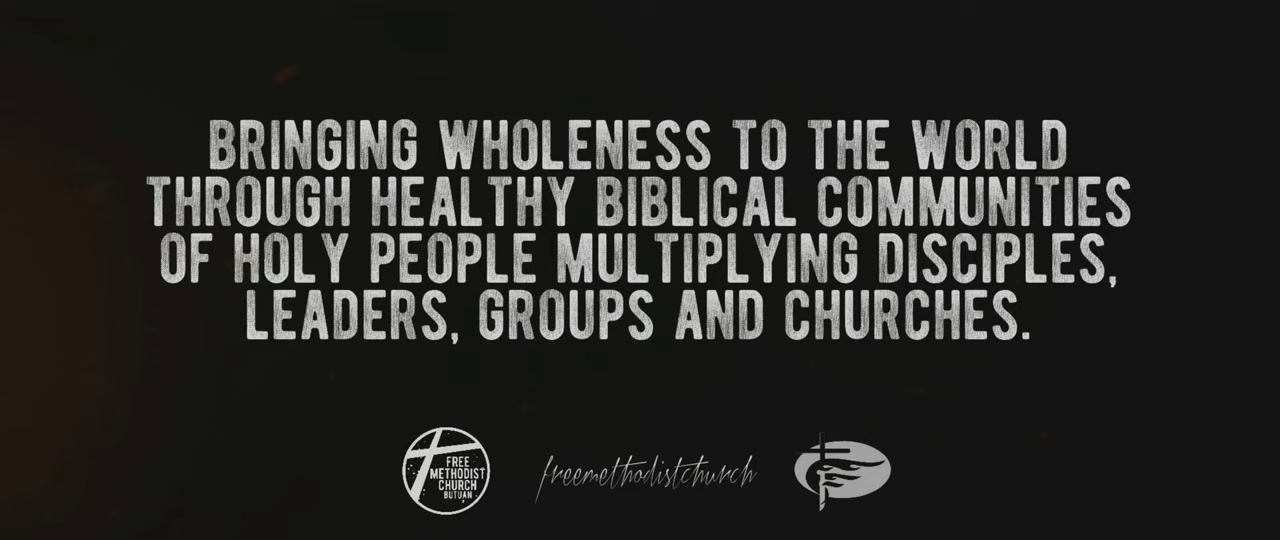 BRINGING WHOLENESS TO THE WORLD
THROUGH HEALTHY BIBLICAL COMMUNITIES
OF HOLY PEOPLE MULTIPLYING DISCIPLES,
LEADERS, GROUPS AND CHURCHES.
FREE
METHODIST
CHURCH
BUTUAN
freemethodistchurch